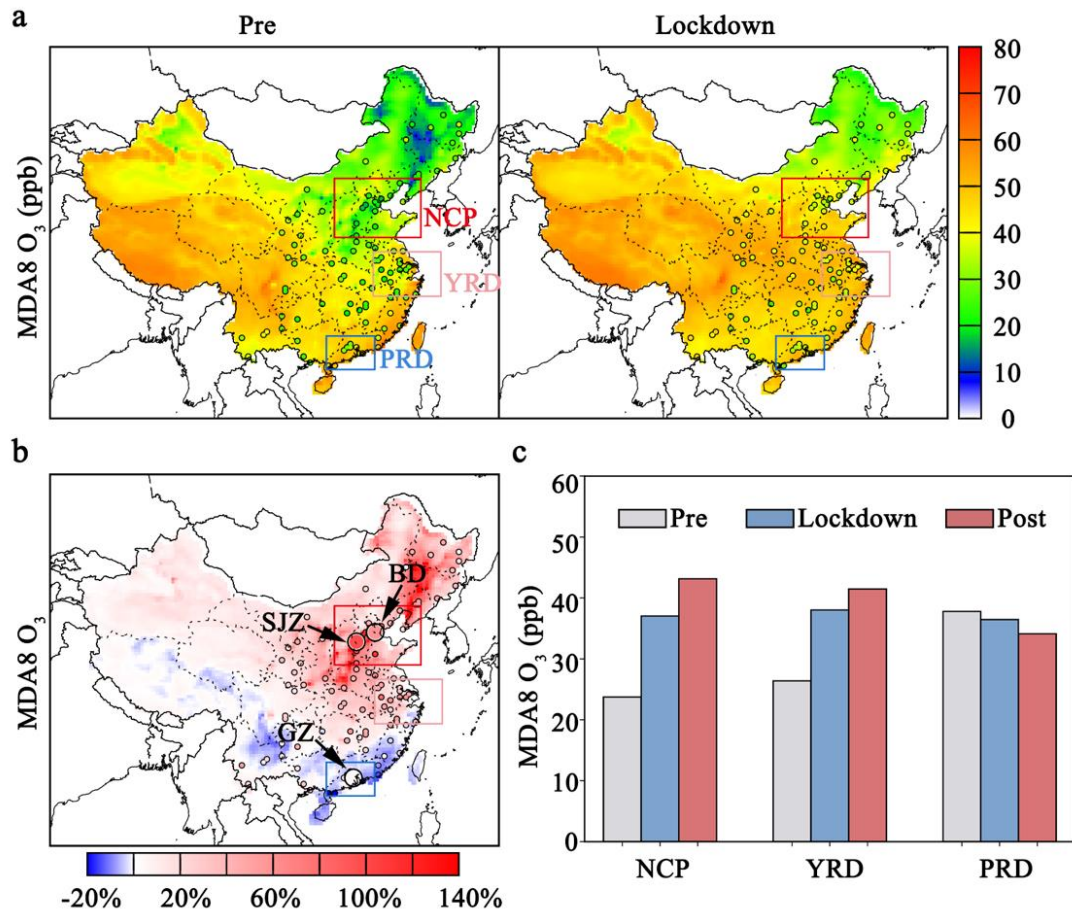 a
Pre
Lockdown
MDA8 O3 (ppb)
NCP
YRD
PRD
80
70
60
50
40
30
20
10
0
b
MDA8 O3
BD
SJZ
GZ
-20% 20% 60% 100% 140%
c
MDA8 O3 (ppb)
60
50
40
30
20
10
0
Pre Lockdown Post
NCP YRD PRD